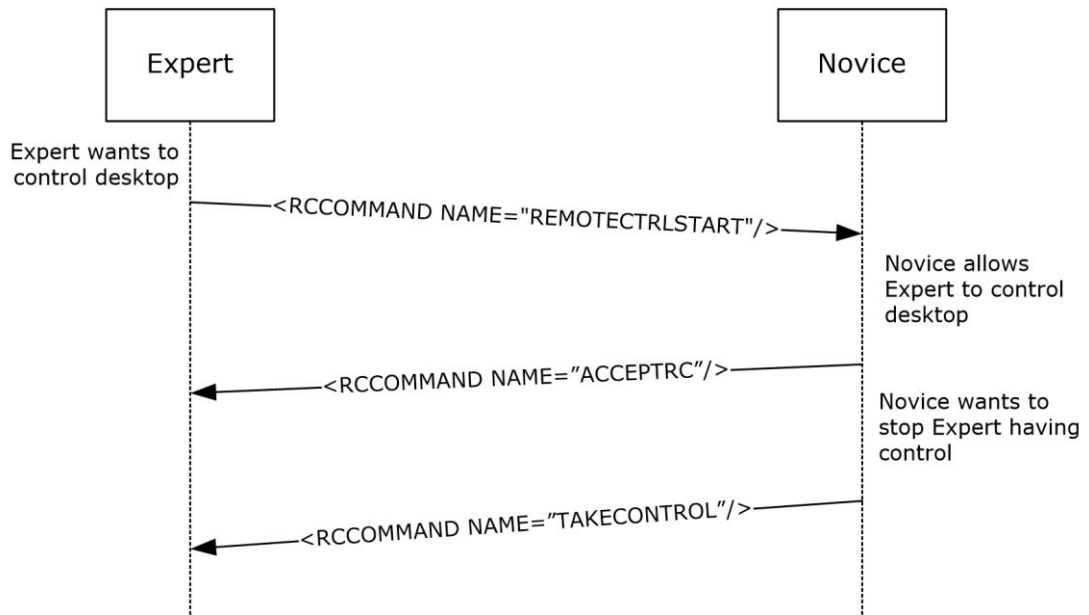 Expert
Novice
Expert wants to
control desktop
<RCCOMMAND NAME="REMOTECTRLSTART"/>
Novice allows
Expert to control
desktop
<RCCOMMAND NAME=”ACCEPTRC”/>
Novice wants to
stop Expert having
control
<RCCOMMAND NAME=”TAKECONTROL”/>